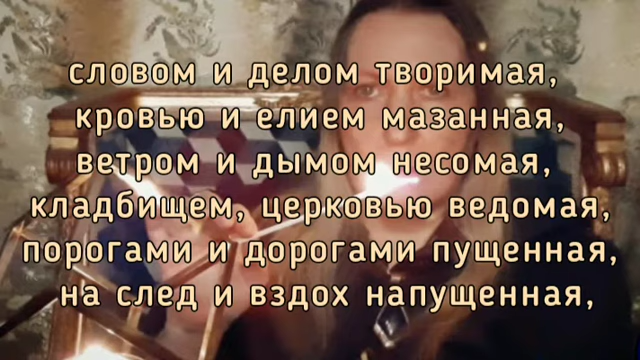 словом и делом творимая,
кровью и елием мазанная,
ветром и дымом несомая,
кладбищем, церковью ведомая,
порогами и дорогами пущенная,
на след и вздох напущенная,